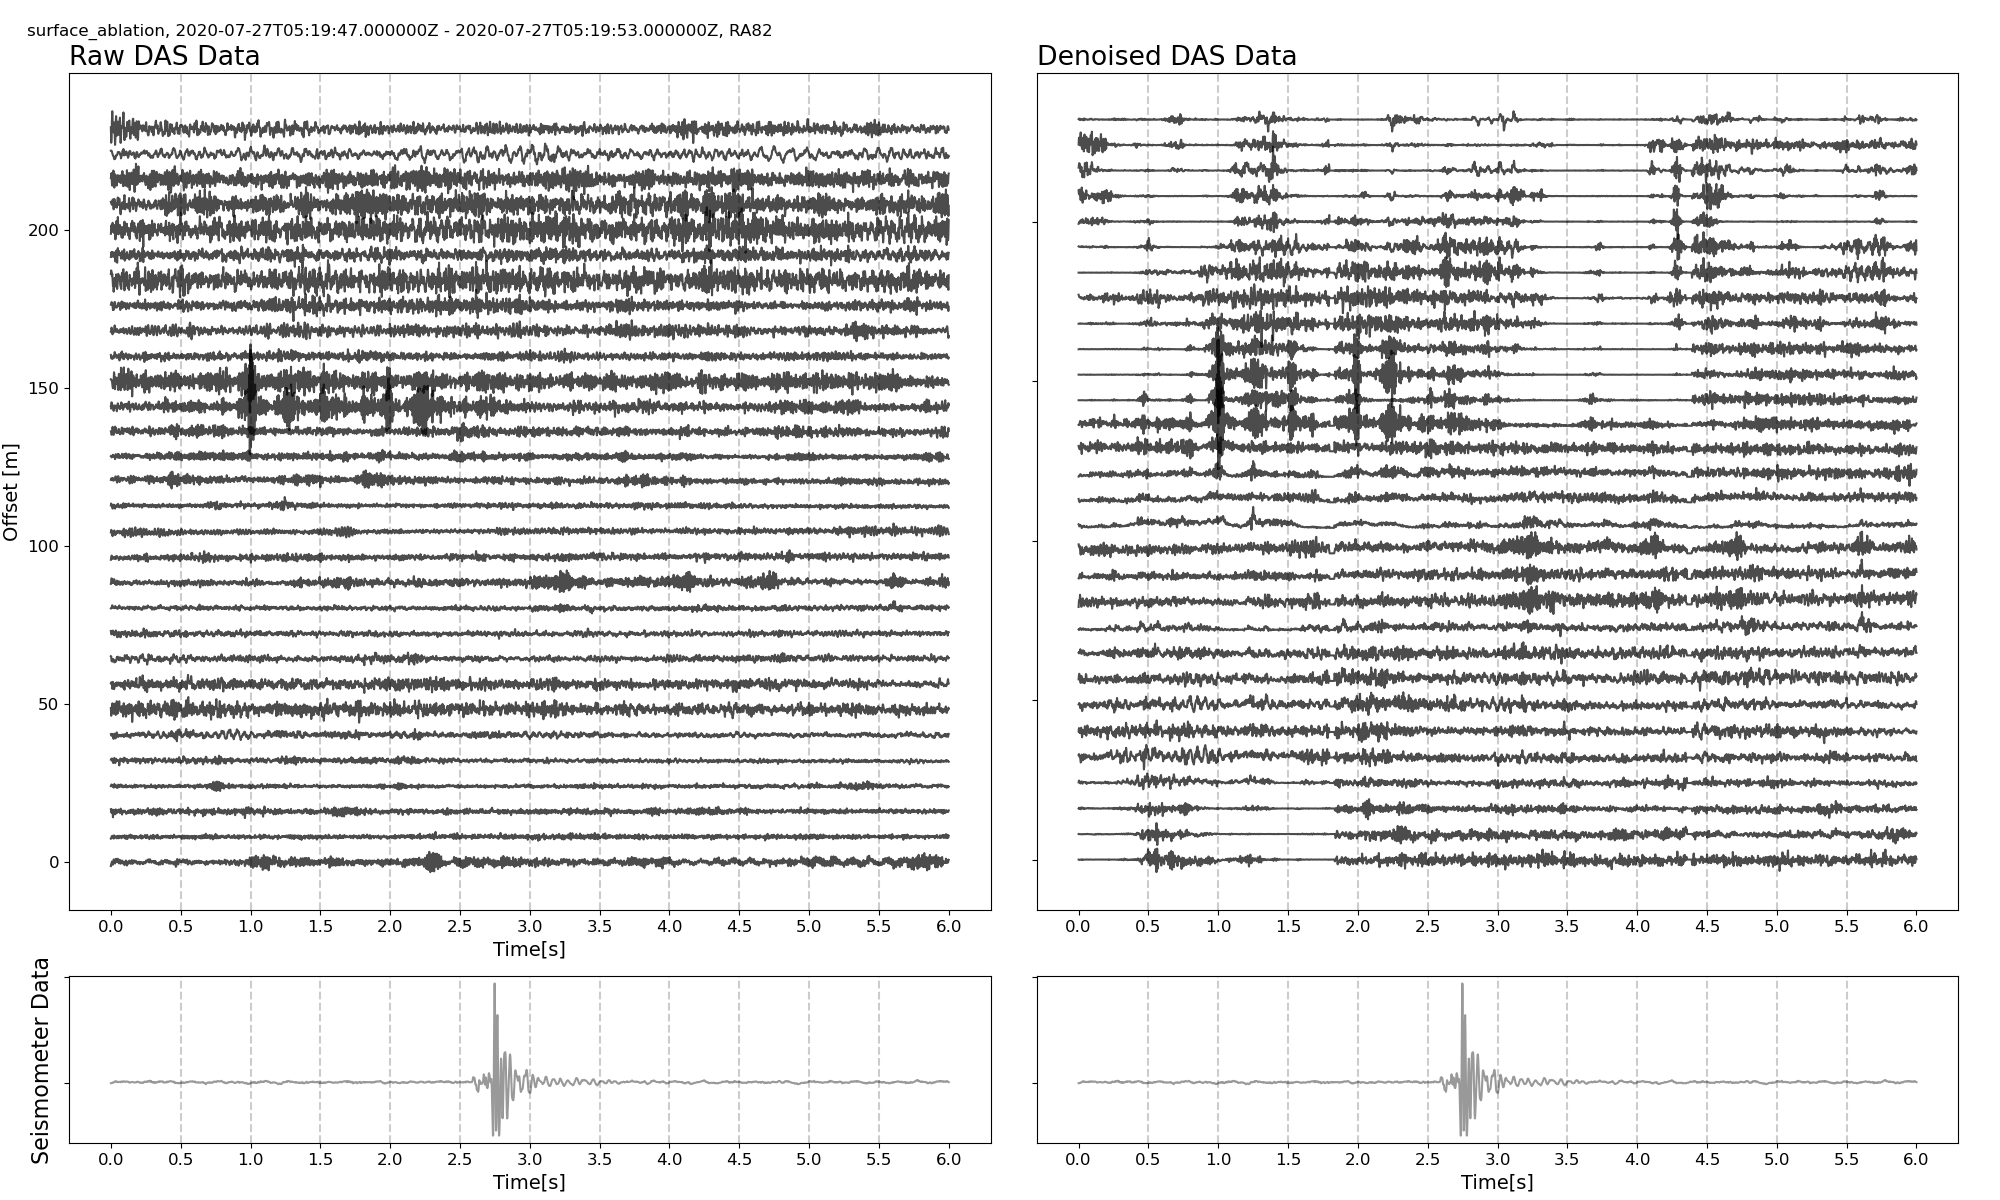 surface_ablation, 2020-07-27T05:19:47.000000Z - 2020-07-27T05:19:53.000000Z, RA82
Raw DAS Data
Denoised DAS Data
Offset [m]
200
150
100
50
0
0.0 0.5 1.0 1.5 2.0 2.5 3.0 3.5 4.0 4.5 5.0 5.5 6.0
Time[s]
0.0 0.5 1.0 1.5 2.0 2.5 3.0 3.5 4.0 4.5 5.0 5.5 6.0
Seismometer Data
0.0 0.5 1.0 1.5 2.0 2.5 3.0 3.5 4.0 4.5 5.0 5.5 6.0
Time[s]
0.0 0.5 1.0 1.5 2.0 2.5 3.0 3.5 4.0 4.5 5.0 5.5 6.0
Time[s]